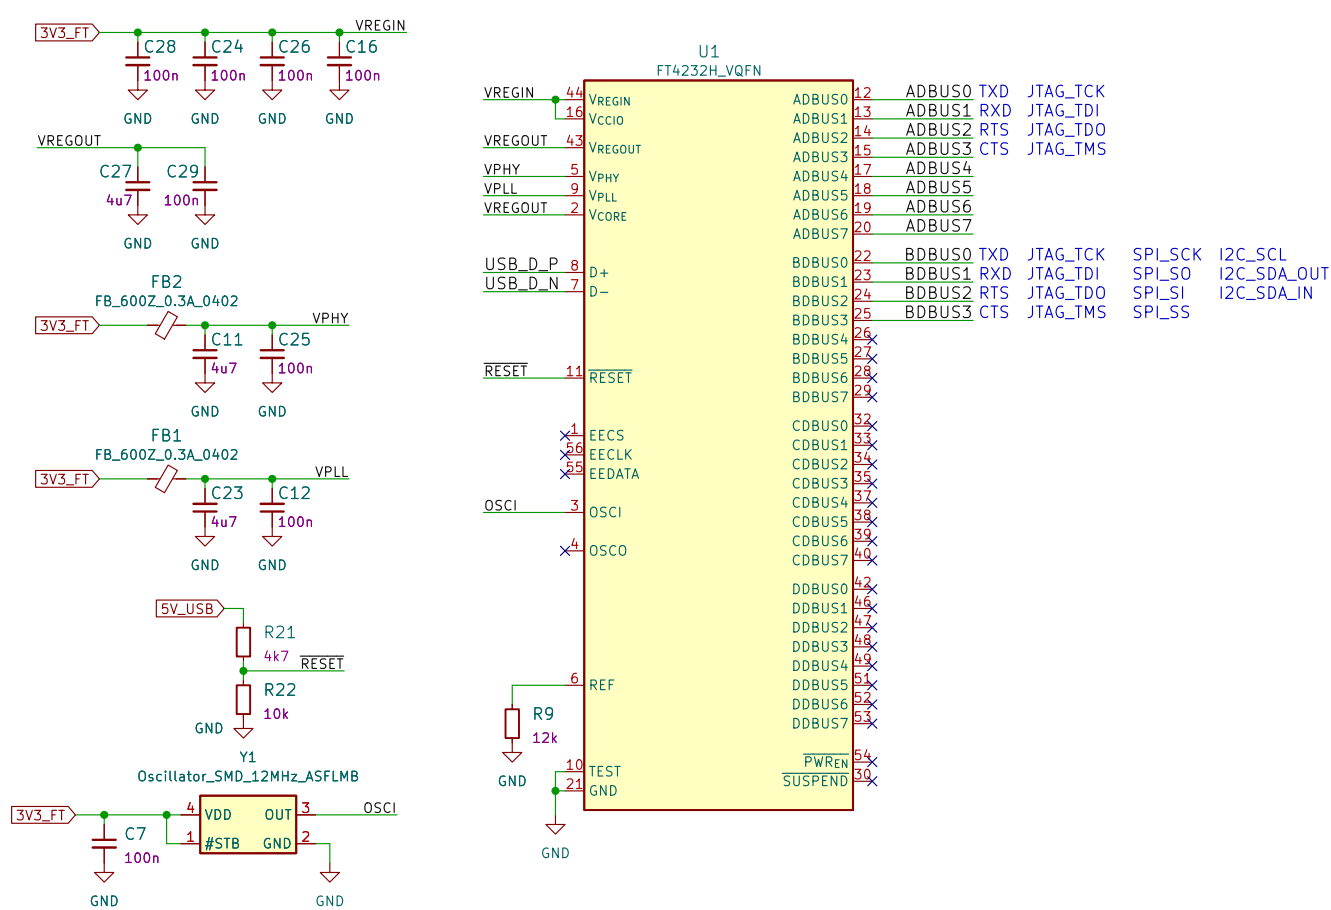 3V3_FT VREGIN
C28 C24 C26 C16
100n 100n 100n 100n
GND GND GND GND
VREGOUT
C27 C29
4u7 100n
GND GND
FB2
FB_600Z_0.3A_0402
3V3_FT VPHY
C11 C25
4u7 100n
GND GND
FB1
FB_600Z_0.3A_0402
3V3_FT VPLL
C23 C12
4u7 100n
GND GND
5V_USB
R21
4k7
RESET
R22
10k
GND
Y1
Oscillator_SMD_12MHz_ASFLMB
3V3_FT 4 VDD OUT 3 OSCI
C7 1 #STB GND 2
100n
GND GND
U1
FT4232H_VQFN
VREGIN 44 VREGIN
16 VCCIO
VREGOUT 43 VREGOUT
VPHY 5 VPHY
VPLL 9 VPLL
VREGOUT 2 VCORE
USB_D_P 8 D+
USB_D_N 7 D−
RESET 11 RESET
1 EECS
56 EECLK
55 EEDATA
OSCI 3 OSCI
4 OSCO
6 REF
R9
12k
GND
10 TEST
21 GND
GND
ADBUS0 12 ADBUS0 TXD JTAG_TCK
ADBUS1 13 ADBUS1 RXD JTAG_TDI
ADBUS2 14 ADBUS2 RTS JTAG_TDO
ADBUS3 15 ADBUS3 CTS JTAG_TMS
ADBUS4 17 ADBUS4
ADBUS5 18 ADBUS5
ADBUS6 19 ADBUS6
ADBUS7 20 ADBUS7
BDBUS0 22 BDBUS0 TXD JTAG_TCK SPI_SCK I2C_SCL
BDBUS1 23 BDBUS1 RXD JTAG_TDI SPI_SO I2C_SDA_OUT
BDBUS2 24 BDBUS2 RTS JTAG_TDO SPI_SI I2C_SDA_IN
BDBUS3 25 BDBUS3 CTS JTAG_TMS SPI_SS
BDBUS4 26
BDBUS5 27
BDBUS6 28
BDBUS7 29
CDBUS0 32
CDBUS1 33
CDBUS2 34
CDBUS3 35
CDBUS4 37
CDBUS5 38
CDBUS6 39
CDBUS7 40
DDBUS0 42
DDBUS1 46
DDBUS2 47
DDBUS3 48
DDBUS4 49
DDBUS5 51
DDBUS6 52
DDBUS7 53
PWREN 54
SUSPEND 30